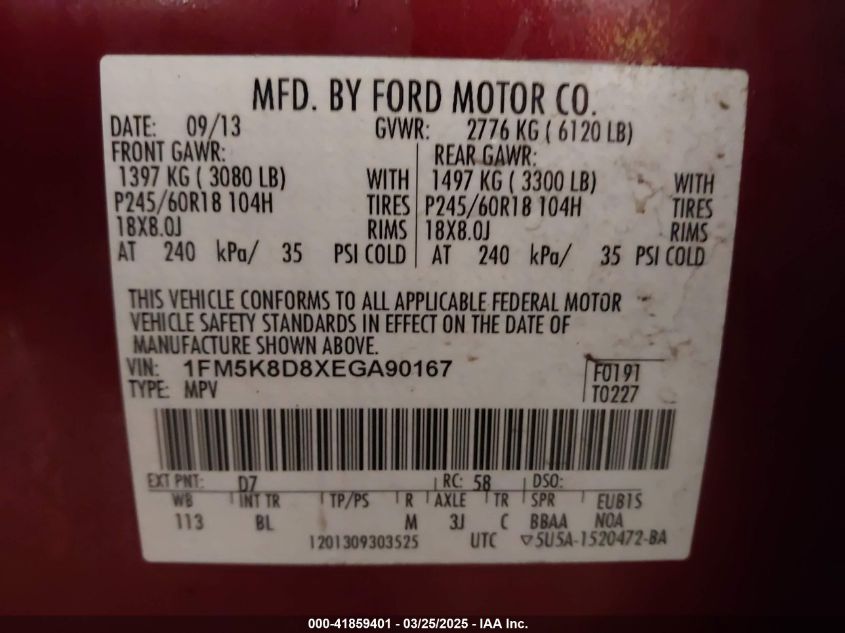 MFD. BY FORD MOTOR CO.
DATE: 09/13 GVWR: 2776 KG ( 6120 LB)
FRONT GAWR: REAR GAWR:
1397 KG ( 3080 LB) WITH 1497 KG ( 3300 LB) WITH
P245/60R18 104H TIRES P245/60R18 104H TIRES
18X8.0J RIMS 18X8.0J RIMS
AT 240 kPa/ 35 PSI COLD AT 240 kPa/ 35 PSI COLD
THIS VEHICLE CONFORMS TO ALL APPLICABLE FEDERAL MOTOR
VEHICLE SAFETY STANDARDS IN EFFECT ON THE DATE OF
MANUFACTURE SHOWN ABOVE.
VIN: 1FM5K8D8XEGA90167 F0191
TYPE: MPV T0227
EXT PNT: D7 RC: 58 DSO:
WB INT TR TP/PS R AXLE TR SPR EUB1S
113 BL M 3J C BBAA NOA
1201309303525 UTC ▽5U5A-1520472-BA
000-41859401 - 03/25/2025 - IAA Inc.